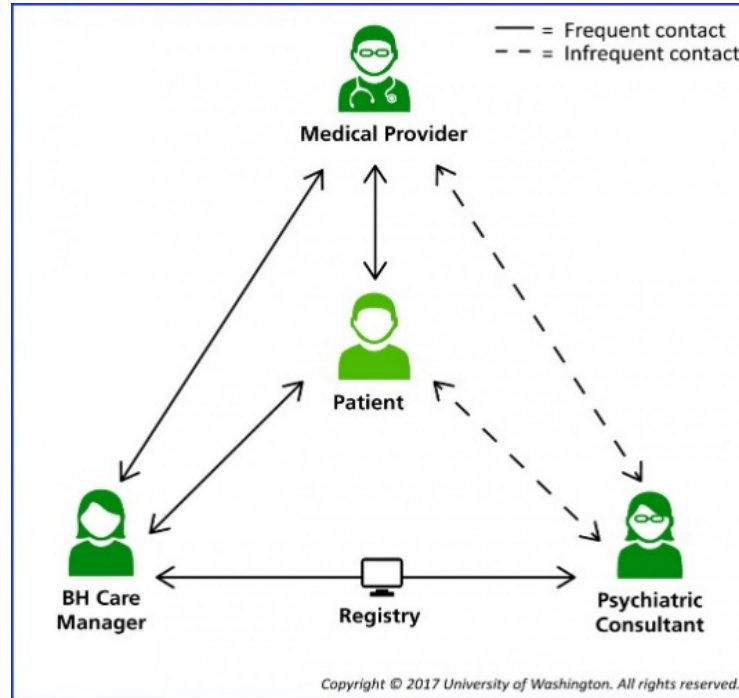 = Frequent contact
= Infrequent contact
Medical Provider
Patient
BH Care
Manager
Registry
Psychiatric
Consultant
Copyright © 2017 University of Washington. All rights reserved.